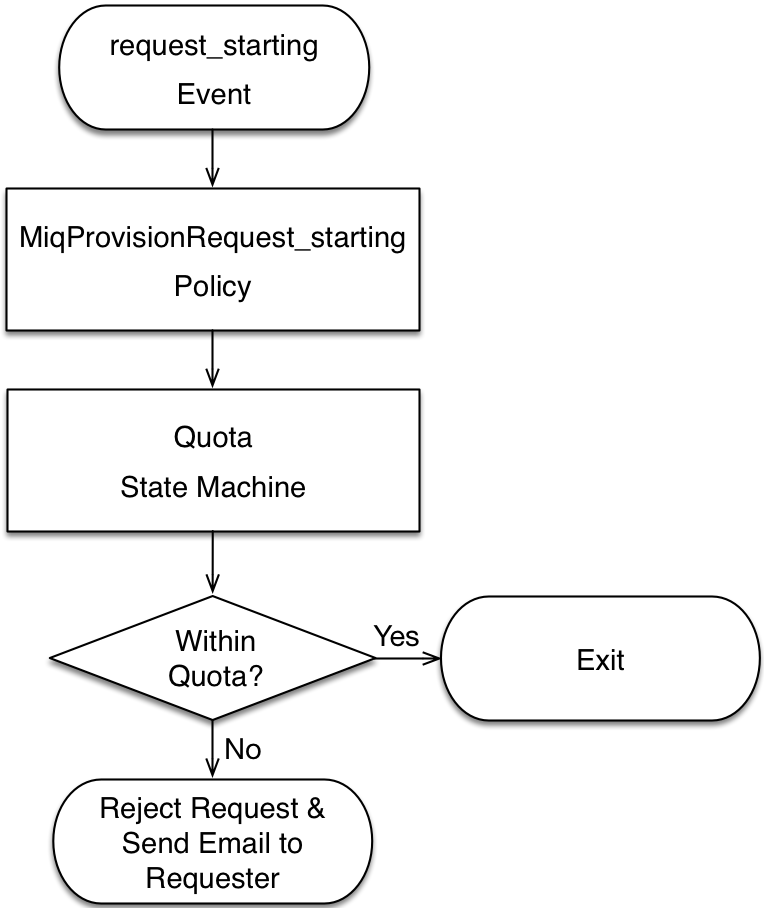 request_starting
Event
MiqProvisionRequest_starting
Policy
Quota
State Machine
Within
Quota?
Yes
Exit
No
Reject Request &
Send Email to
Requester